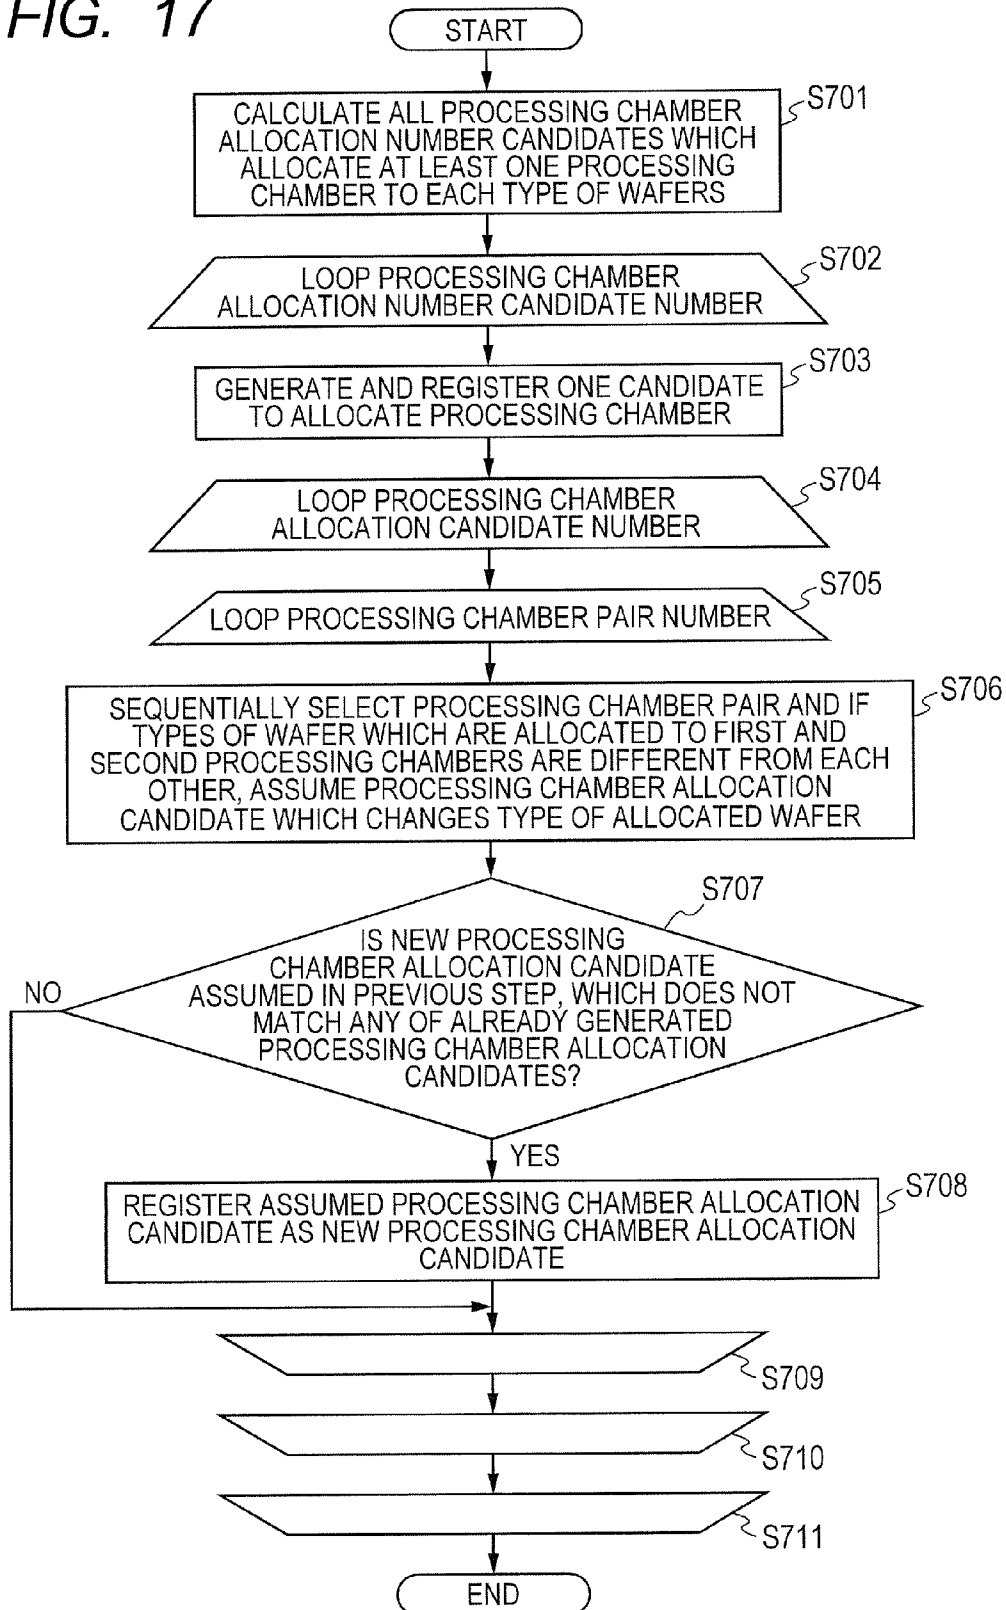 FIG. 17
START
S701
CALCULATE ALL PROCESSING CHAMBER
ALLOCATION NUMBER CANDIDATES WHICH
ALLOCATE AT LEAST ONE PROCESSING
CHAMBER TO EACH TYPE OF WAFERS
S702
LOOP PROCESSING CHAMBER
ALLOCATION NUMBER CANDIDATE NUMBER
S703
GENERATE AND REGISTER ONE CANDIDATE
TO ALLOCATE PROCESSING CHAMBER
S704
LOOP PROCESSING CHAMBER
ALLOCATION CANDIDATE NUMBER
S705
LOOP PROCESSING CHAMBER PAIR NUMBER
S706
SEQUENTIALLY SELECT PROCESSING CHAMBER PAIR AND IF
TYPES OF WAFER WHICH ARE ALLOCATED TO FIRST AND
SECOND PROCESSING CHAMBERS ARE DIFFERENT FROM EACH
OTHER, ASSUME PROCESSING CHAMBER ALLOCATION
CANDIDATE WHICH CHANGES TYPE OF ALLOCATED WAFER
S707
IS NEW PROCESSING
CHAMBER ALLOCATION CANDIDATE
ASSUMED IN PREVIOUS STEP, WHICH DOES NOT
MATCH ANY OF ALREADY GENERATED
PROCESSING CHAMBER ALLOCATION
CANDIDATES?
NO
YES
S708
REGISTER ASSUMED PROCESSING CHAMBER ALLOCATION
CANDIDATE AS NEW PROCESSING CHAMBER ALLOCATION
CANDIDATE
S709
S710
S711
END